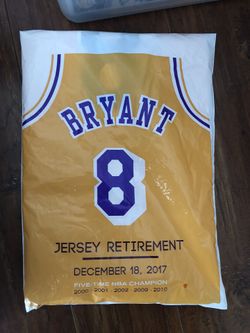 BRYANT
8
JERSEY RETIREMENT
DECEMBER 18, 2017
FIVE-TIME NBA CHAMPION
2000 - 2001 - 2002 - 2009 - 2010